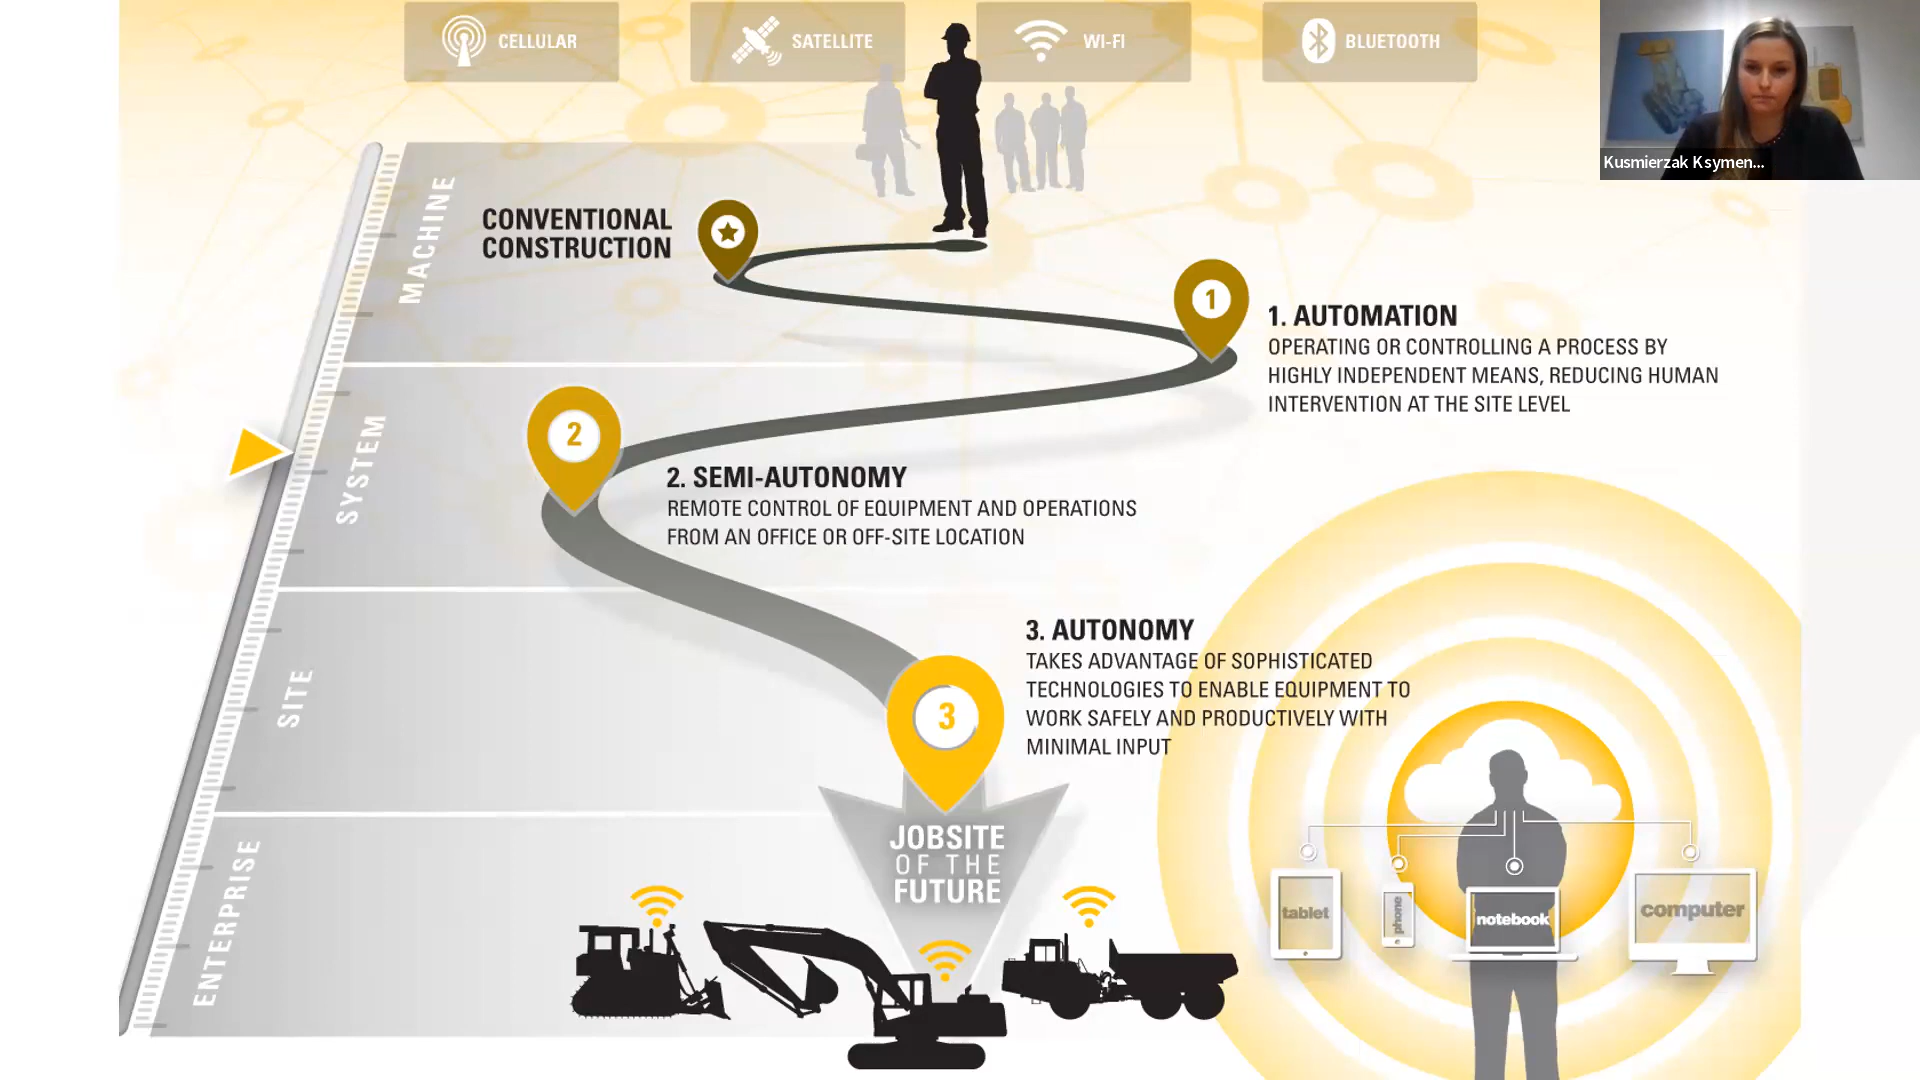 CELLULAR
SATELLITE
WI-FI
BLUETOOTH
Kusmierzak Ksymen...
MACHINE
CONVENTIONAL
CONSTRUCTION
1
1. AUTOMATION
OPERATING OR CONTROLLING A PROCESS BY
HIGHLY INDEPENDENT MEANS, REDUCING HUMAN
INTERVENTION AT THE SITE LEVEL
SYSTEM
2
2. SEMI-AUTONOMY
REMOTE CONTROL OF EQUIPMENT AND OPERATIONS
FROM AN OFFICE OR OFF-SITE LOCATION
SITE
3
3. AUTONOMY
TAKES ADVANTAGE OF SOPHISTICATED
TECHNOLOGIES TO ENABLE EQUIPMENT TO
WORK SAFELY AND PRODUCTIVELY WITH
MINIMAL INPUT
ENTERPRISE
JOBSITE
OF THE
FUTURE
tablet
phone
notebook
computer